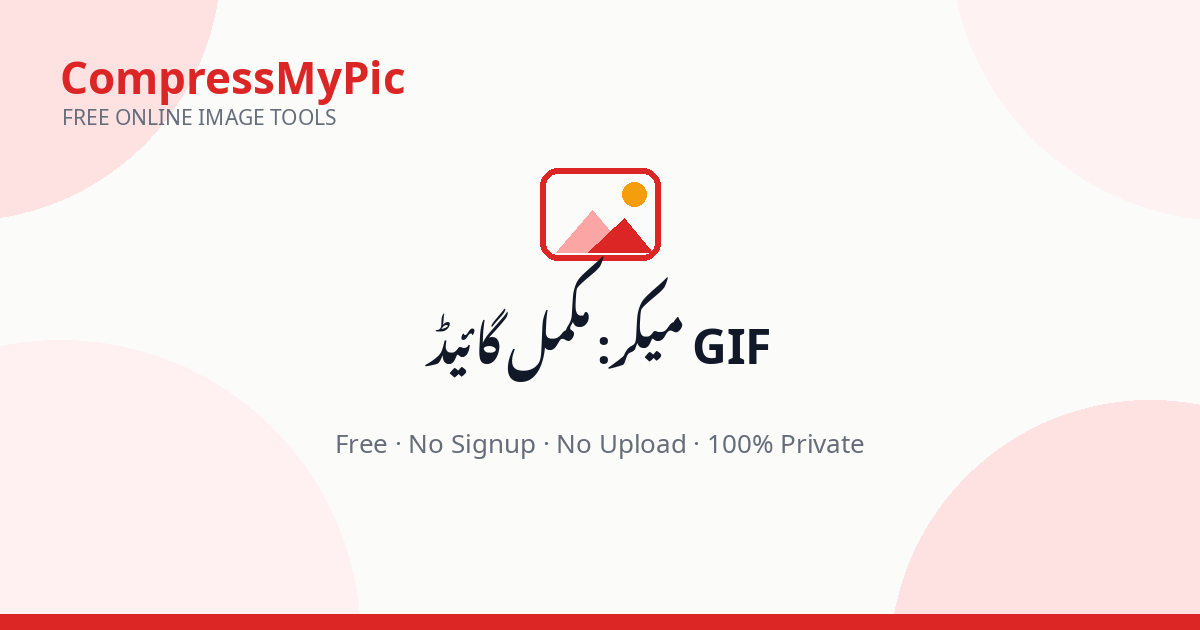 CompressMyPic
FREE ONLINE IMAGE TOOLS
GIF میکر: مکمل گائیڈ
Free · No Signup · No Upload · 100% Private